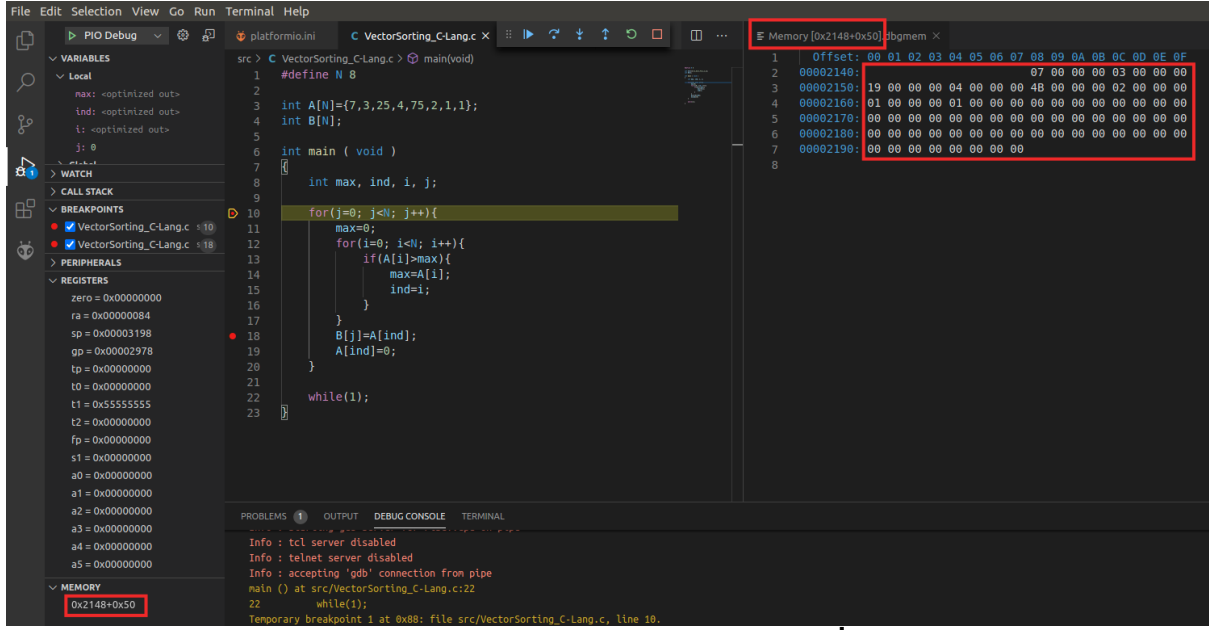 File Edit Selection View Go Run Terminal Help
PIO Debug
VARIABLES
Local
max: <optimized out>
ind: <optimized out>
i: <optimized out>
j: 0
Global
WATCH
CALL STACK
BREAKPOINTS
VectorSorting_C-Lang.c s 10
VectorSorting_C-Lang.c s 18
PERIPHERALS
REGISTERS
zero = 0x00000000
ra = 0x00000084
sp = 0x00003198
gp = 0x00002978
tp = 0x00000000
t0 = 0x00000000
t1 = 0x55555555
t2 = 0x00000000
fp = 0x00000000
s1 = 0x00000000
a0 = 0x00000000
a1 = 0x00000000
a2 = 0x00000000
a3 = 0x00000000
a4 = 0x00000000
a5 = 0x00000000
MEMORY
0x2148+0x50
platformio.ini
C VectorSorting_C-Lang.c
src > C VectorSorting_C-Lang.c > main(void)
1 #define N 8
2
3 int A[N]={7,3,25,4,75,2,1,1};
4 int B[N];
5
6 int main ( void )
7 {
8 int max, ind, i, j;
9
10 for(j=0; j<N; j++){
11 max=0;
12 for(i=0; i<N; i++){
13 if(A[i]>max){
14 max=A[i];
15 ind=i;
16 }
17 }
18 B[j]=A[ind];
19 A[ind]=0;
20 }
21
22 while(1);
23 }
Memory [0x2148+0x50].dbgmem
1 Offset: 00 01 02 03 04 05 06 07 08 09 0A 0B 0C 0D 0E 0F
2 00002140: 07 00 00 00 03 00 00 00
3 00002150: 19 00 00 00 04 00 00 00 4B 00 00 00 02 00 00 00
4 00002160: 01 00 00 00 01 00 00 00 00 00 00 00 00 00 00 00
5 00002170: 00 00 00 00 00 00 00 00 00 00 00 00 00 00 00 00
6 00002180: 00 00 00 00 00 00 00 00 00 00 00 00 00 00 00 00
7 00002190: 00 00 00 00 00 00 00 00
8
PROBLEMS 1 OUTPUT DEBUG CONSOLE TERMINAL
Info : tcl server disabled
Info : telnet server disabled
Info : accepting 'gdb' connection from pipe
main () at src/VectorSorting_C-Lang.c:22
22 while(1);
Temporary breakpoint 1 at 0x88: file src/VectorSorting_C-Lang.c, line 10.